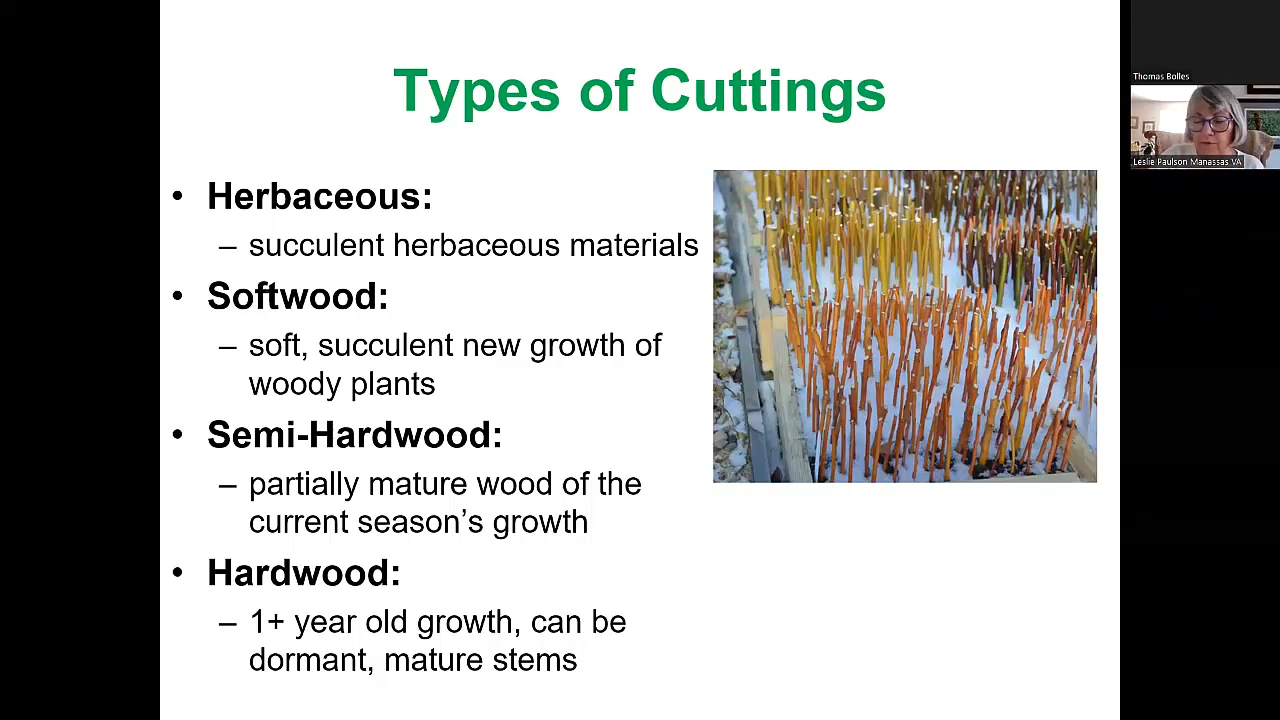 Types of Cuttings
• Herbaceous:
– succulent herbaceous materials
• Softwood:
– soft, succulent new growth of
woody plants
• Semi-Hardwood:
– partially mature wood of the
current season's growth
• Hardwood:
– 1+ year old growth, can be
dormant, mature stems
Thomas Bolles
Leslie Paulson Manassas VA